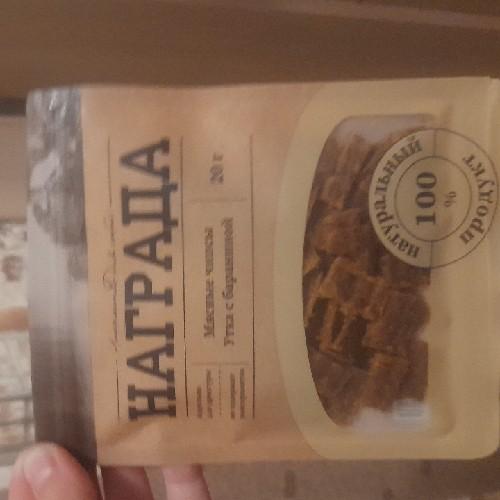 НАГРАДА
Мясные чипсы
Утка с бараниной
20 г
натуральный
100
%
продукт